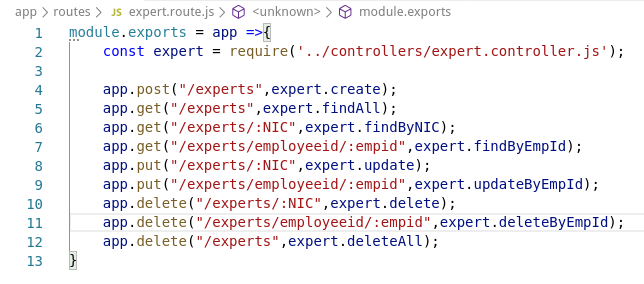 app > routes > JS expert.route.js > <unknown> > module.exports
1 module.exports = app =>{
2 const expert = require('../controllers/expert.controller.js');
3
4 app.post("/experts",expert.create);
5 app.get("/experts",expert.findAll);
6 app.get("/experts/:NIC",expert.findByNIC);
7 app.get("/experts/employeeid/:empid",expert.findByEmpId);
8 app.put("/experts/:NIC",expert.update);
9 app.put("/experts/employeeid/:empid",expert.updateByEmpId);
10 app.delete("/experts/:NIC",expert.delete);
11 app.delete("/experts/employeeid/:empid",expert.deleteByEmpId);
12 app.delete("/experts",expert.deleteAll);
13 }